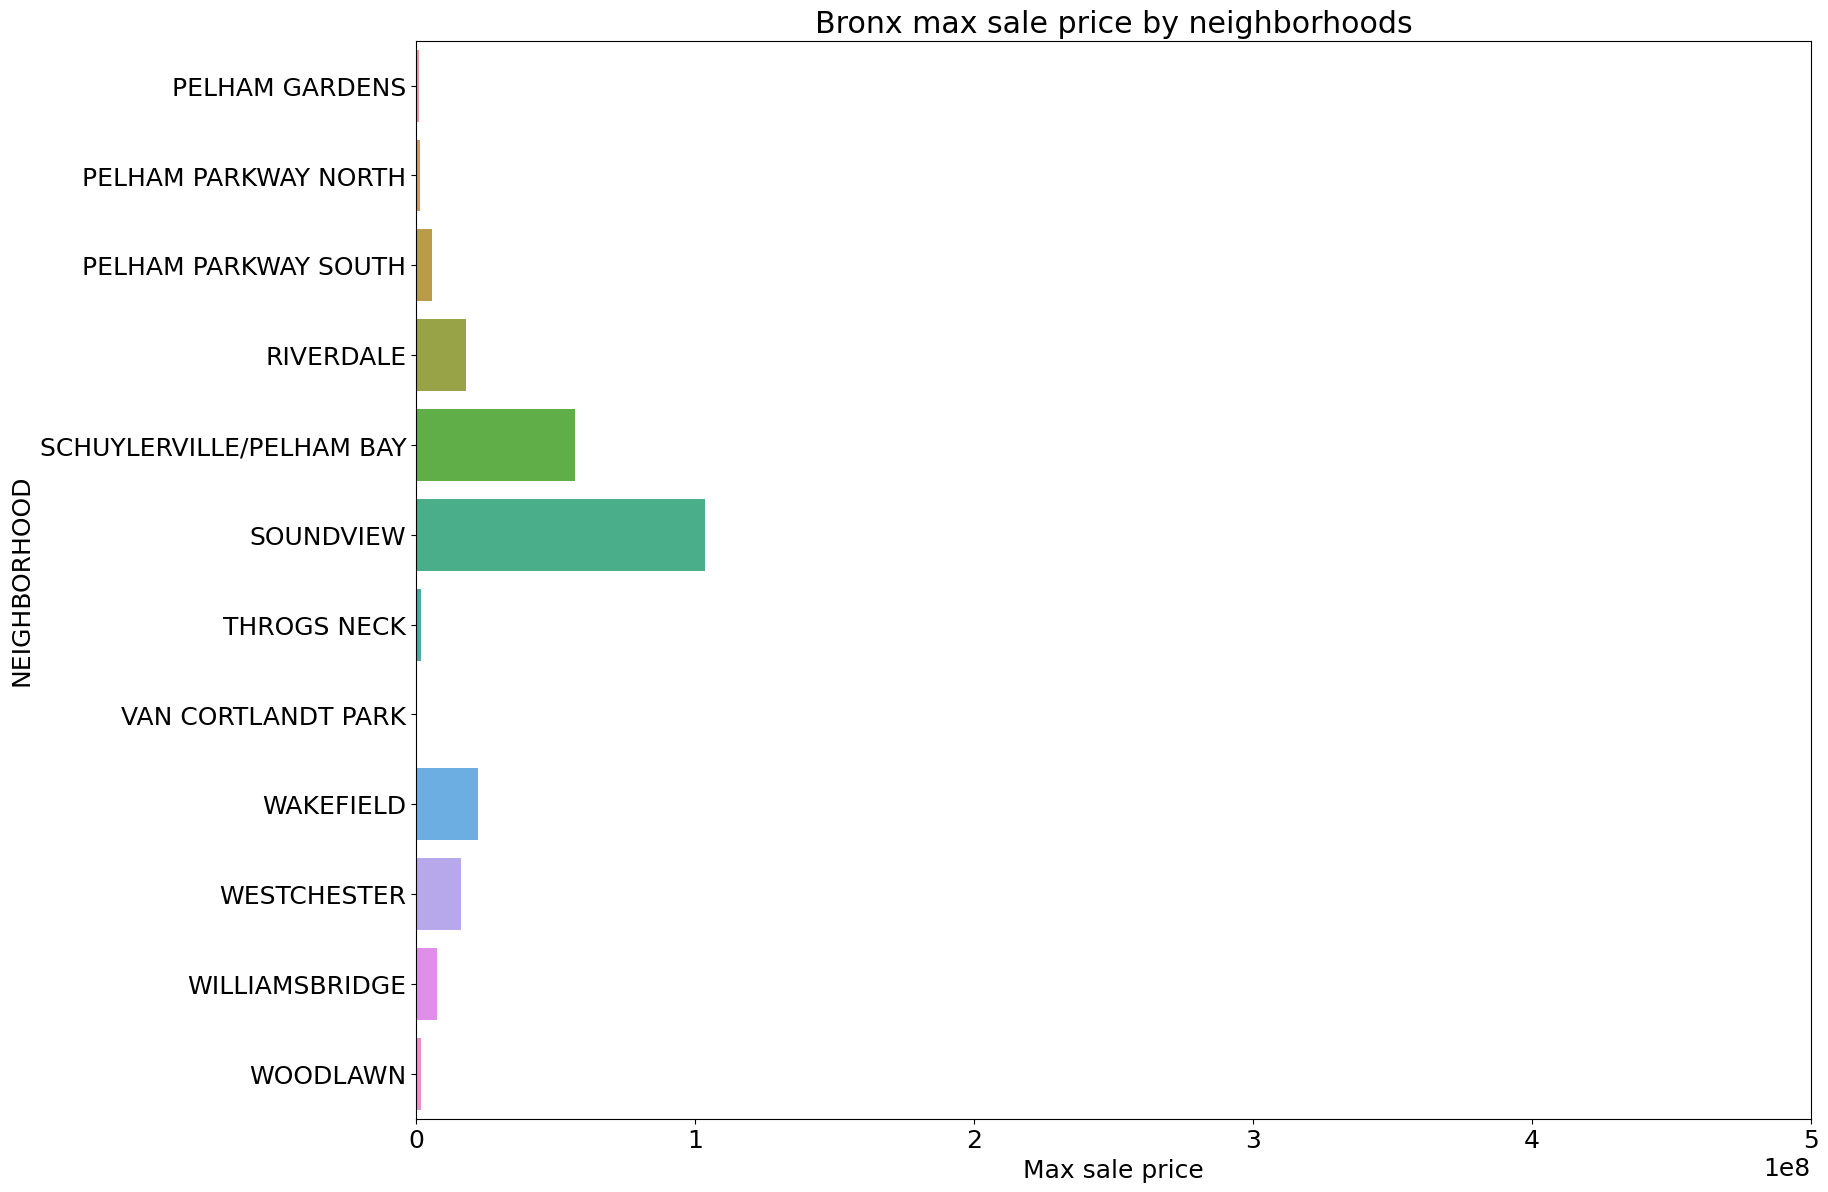 Bronx max sale price by neighborhoods
PELHAM GARDENS
PELHAM PARKWAY NORTH
PELHAM PARKWAY SOUTH
RIVERDALE
SCHUYLERVILLE/PELHAM BAY
SOUNDVIEW
THROGS NECK
VAN CORTLANDT PARK
WAKEFIELD
WESTCHESTER
WILLIAMSBRIDGE
WOODLAWN
NEIGHBORHOOD
0 1 2 3 4 5
1e8
Max sale price